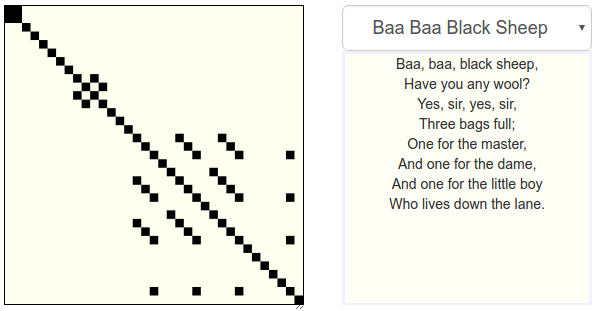 Baa Baa Black Sheep
Baa, baa, black sheep,
Have you any wool?
Yes, sir, yes, sir,
Three bags full;
One for the master,
And one for the dame,
And one for the little boy
Who lives down the lane.